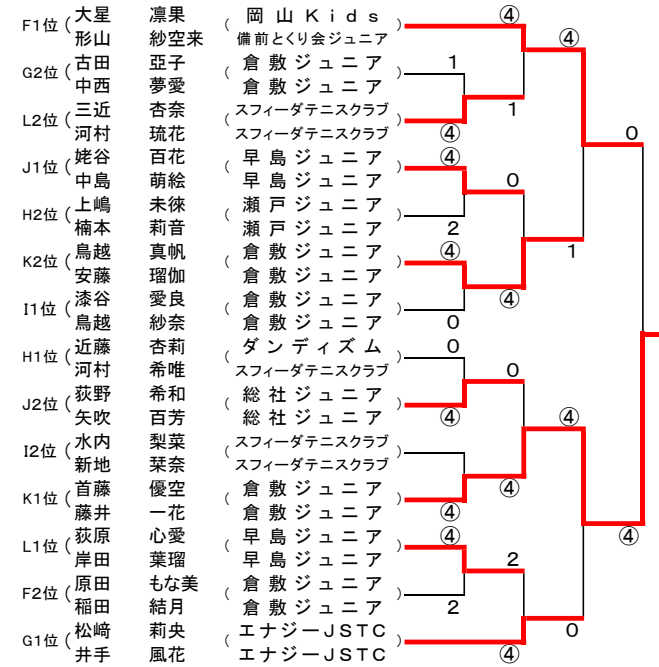 F1位 ( 大星 凛果 ( 岡山Kids ) ④
形山 紗空来 備前とくり会ジュニア ④
G2位 ( 古田 亞子 ( 倉敷ジュニア ) 1
中西 夢愛 倉敷ジュニア
L2位 ( 三近 杏奈 ( スフィーダテニスクラブ ) 1
河村 琉花 スフィーダテニスクラブ ④ 0
J1位 ( 姥谷 百花 ( 早島ジュニア ) ④
中島 萌絵 早島ジュニア 0
H2位 ( 上嶋 未徠 ( 瀬戸ジュニア )
楠本 莉音 瀬戸ジュニア 2
K2位 ( 鳥越 真帆 ( 倉敷ジュニア ) ④ 1
安藤 瑠伽 倉敷ジュニア
I1位 ( 漆谷 愛良 ( 倉敷ジュニア ) ④
鳥越 紗奈 倉敷ジュニア 0
H1位 ( 近藤 杏莉 ( ダンディズム ) 0
河村 希唯 スフィーダテニスクラブ 0
J2位 ( 荻野 希和 ( 総社ジュニア )
矢吹 百芳 総社ジュニア ④ ④
I2位 ( 水内 梨菜 ( スフィーダテニスクラブ )
新地 栞奈 スフィーダテニスクラブ
K1位 ( 首藤 優空 ( 倉敷ジュニア ) ④
藤井 一花 倉敷ジュニア ④
L1位 ( 荻原 心愛 ( 早島ジュニア ) ④ ④
岸田 葉瑠 早島ジュニア 2
F2位 ( 原田 もな美 ( 倉敷ジュニア )
稲田 結月 倉敷ジュニア 2
G1位 ( 松﨑 莉央 ( エナジーJSTC ) 0
井手 風花 エナジーJSTC ④